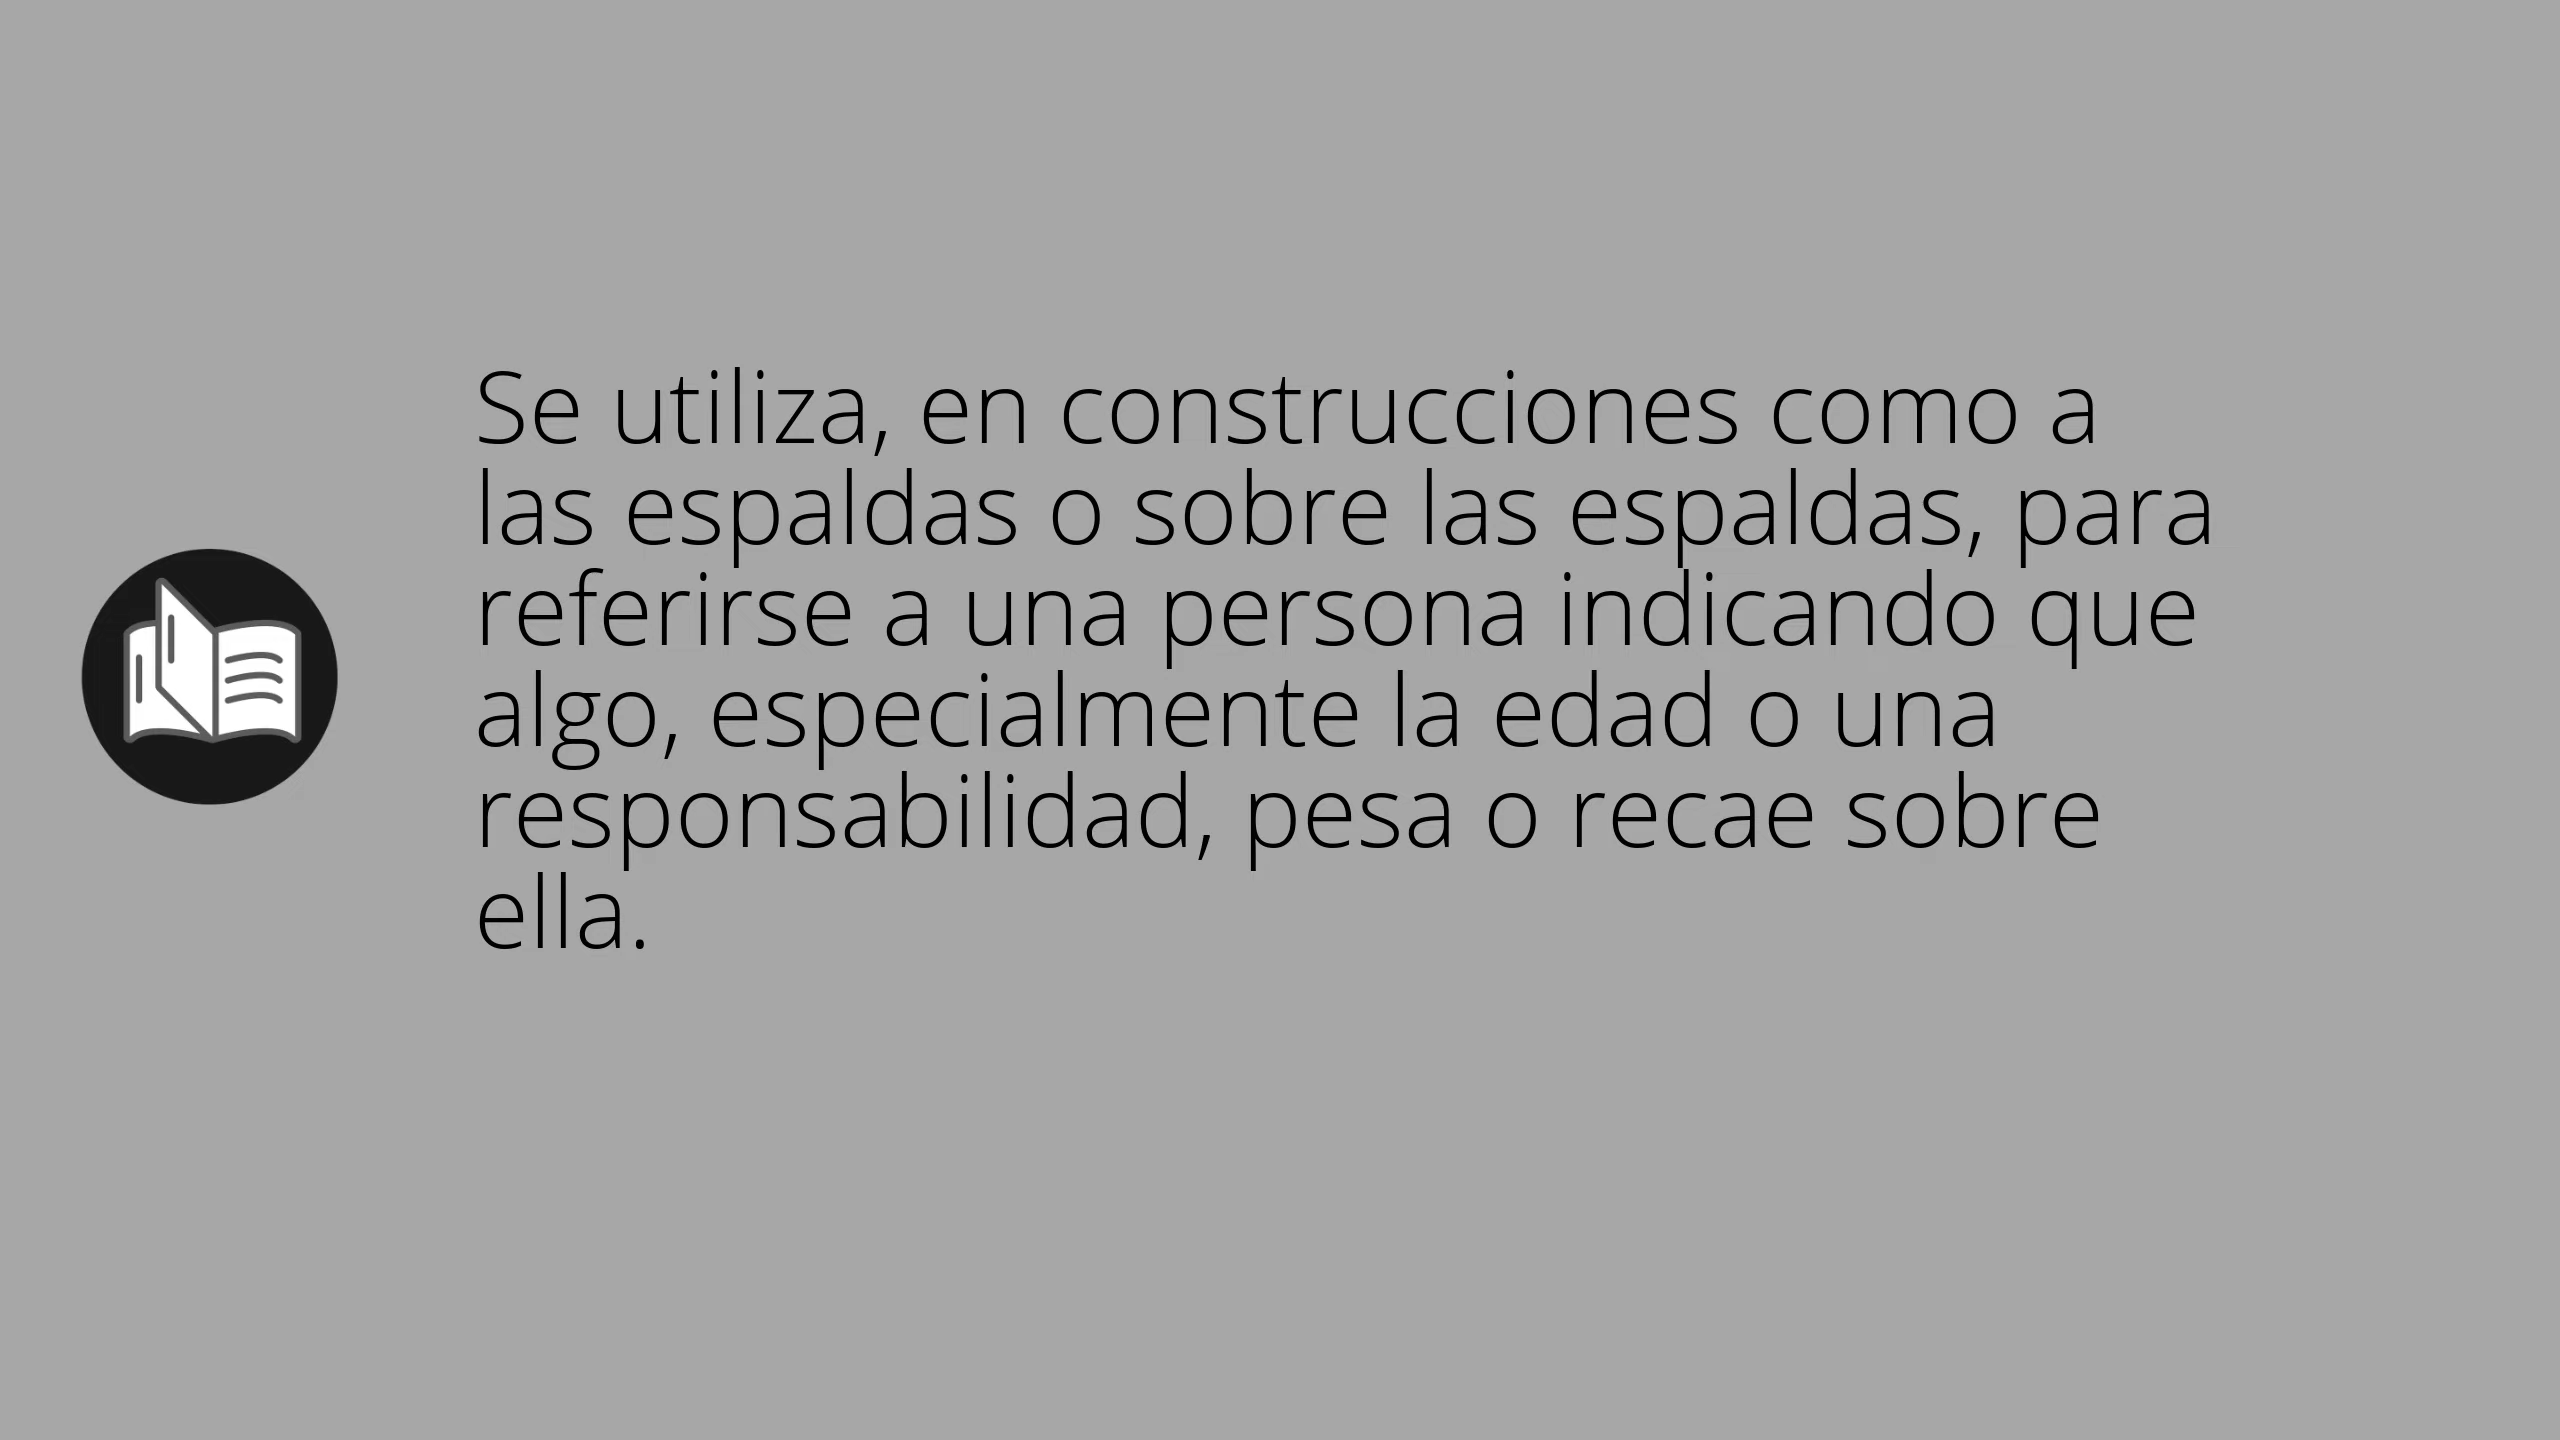 Se utiliza, en construcciones como a
las espaldas o sobre las espaldas, para
referirse a una persona indicando que
algo, especialmente la edad o una
responsabilidad, pesa o recae sobre
ella.